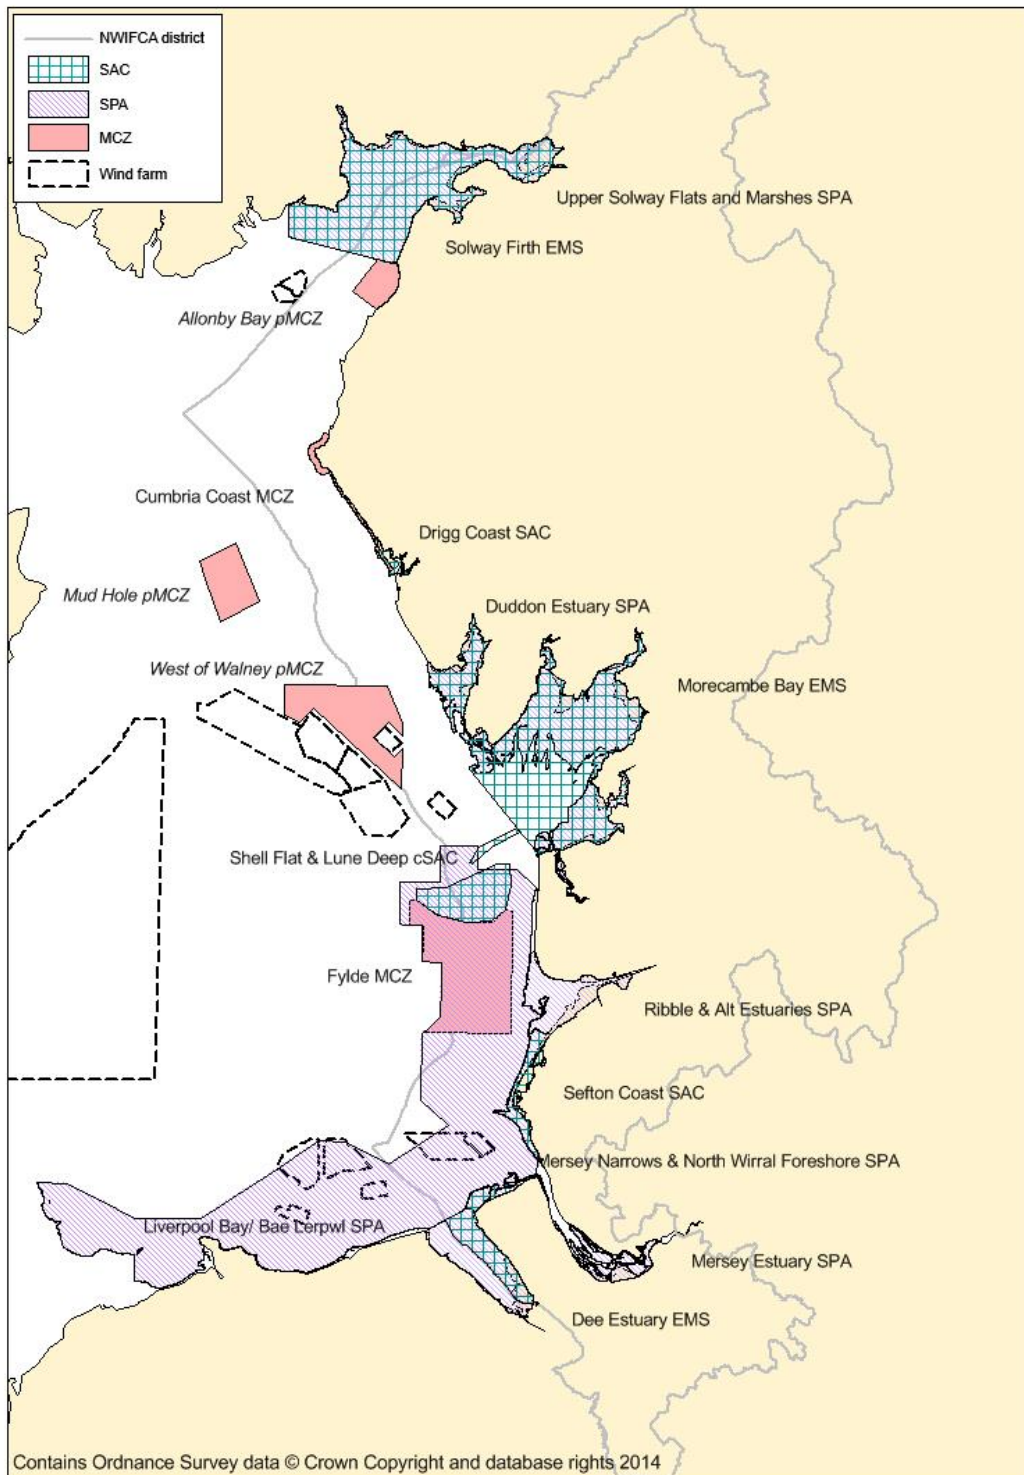 NWIFCA district
SAC
SPA
MCZ
Wind farm
Upper Solway Flats and Marshes SPA
Solway Firth EMS
Allonby Bay pMCZ
Cumbria Coast MCZ
Drigg Coast SAC
Mud Hole pMCZ
Duddon Estuary SPA
West of Walney pMCZ
Morecambe Bay EMS
Shell Flat & Lune Deep cSAC
Fylde MCZ
Ribble & Alt Estuaries SPA
Sefton Coast SAC
Mersey Narrows & North Wirral Foreshore SPA
Liverpool Bay/ Bae Lerpwl SPA
Mersey Estuary SPA
Dee Estuary EMS
Contains Ordnance Survey data © Crown Copyright and database rights 2014